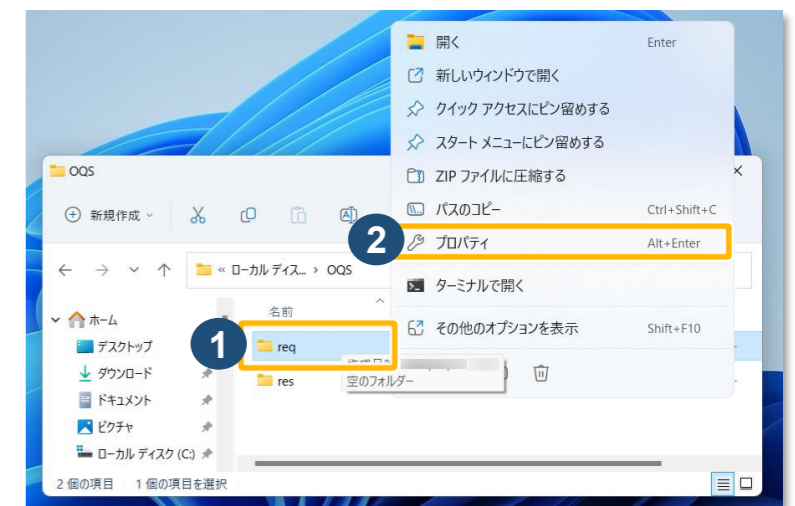 開く Enter
新しいウィンドウで開く
クイック アクセスにピン留めする
スタート メニューにピン留めする
ZIP ファイルに圧縮する
パスのコピー Ctrl+Shift+C
2 プロパティ Alt+Enter
ターミナルで開く
その他のオプションを表示 Shift+F10
OQS
新規作成
« ローカル ディス... › OQS
名前
ホーム
デスクトップ
ダウンロード
ドキュメント
ピクチャ
ローカル ディスク (C:)
1 req
res
空のフォルダー
2 個の項目 1 個の項目を選択